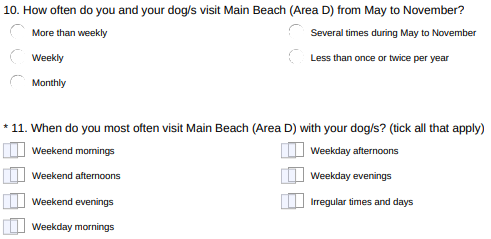 10. How often do you and your dog/s visit Main Beach (Area D) from May to November?
More than weekly
Several times during May to November
Weekly
Less than once or twice per year
Monthly
* 11. When do you most often visit Main Beach (Area D) with your dog/s? (tick all that apply)
Weekend mornings
Weekday afternoons
Weekend afternoons
Weekday evenings
Weekend evenings
Irregular times and days
Weekday mornings